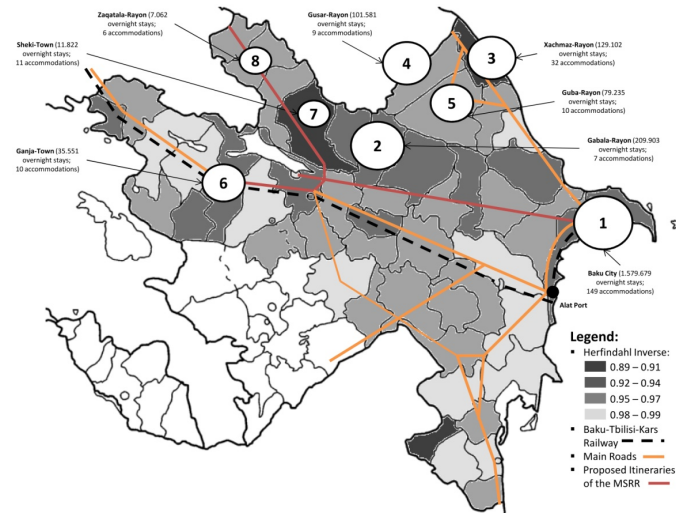 Zaqatala-Rayon (7.062
overnight stays;
6 accommodations)
Gusar-Rayon (101.581
overnight stays;
9 accommodations)
Sheki-Town (11.822
overnight stays;
11 accommodations)
Xachmaz-Rayon (129.102
overnight stays;
32 accommodations)
Guba-Rayon (79.235
overnight stays;
10 accommodations)
Gabala-Rayon (209.903
overnight stays;
7 accommodations)
Ganja-Town (35.551
overnight stays;
10 accommodations)
8
4
3
5
7
2
6
1
Baku City (1.579.679
overnight stays;
149 accommodations)
Alat Port
Legend:
▪ Herfindahl Inverse:
0.89 – 0.91
0.92 – 0.94
0.95 – 0.97
0.98 – 0.99
▪ Baku-Tbilisi-Kars
Railway
▪ Main Roads
▪ Proposed Itineraries
of the MSRR